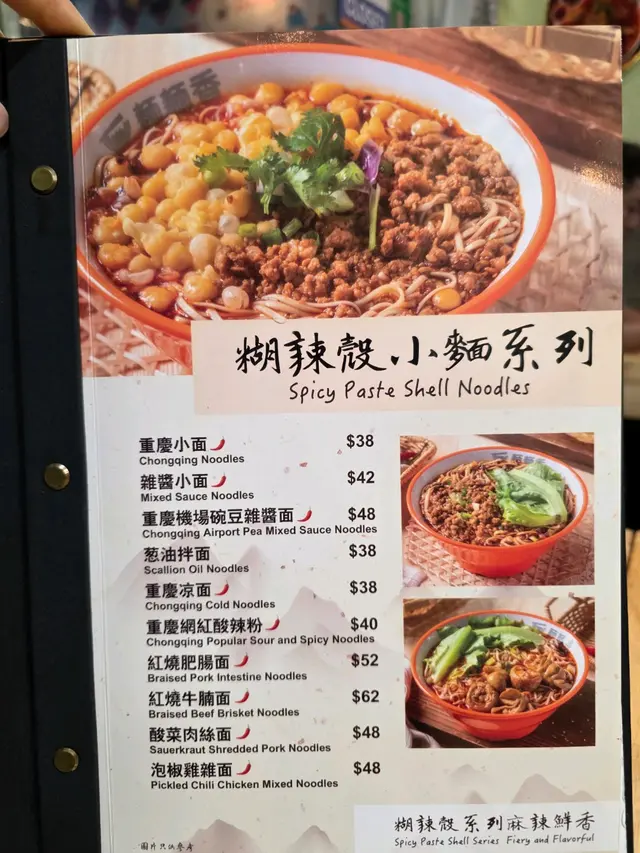 糊辣殼小麵系列
Spicy Paste Shell Noodles
重慶小面 $38
Chongqing Noodles
雜醬小面 $42
Mixed Sauce Noodles
重慶機場碗豆雜醬面 $48
Chongqing Airport Pea Mixed Sauce Noodles
葱油拌面 $38
Scallion Oil Noodles
重慶凉面 $38
Chongqing Cold Noodles
重慶網紅酸辣粉 $40
Chongqing Popular Sour and Spicy Noodles
紅燒肥腸面 $52
Braised Pork Intestine Noodles
紅燒牛腩面 $62
Braised Beef Brisket Noodles
酸菜肉絲面 $48
Sauerkraut Shredded Pork Noodles
泡椒雞雜面 $48
Pickled Chili Chicken Mixed Noodles
糊辣殼系列麻辣鮮香
Spicy Paste Shell Series Fiery and Flavorful
圖片只供參考